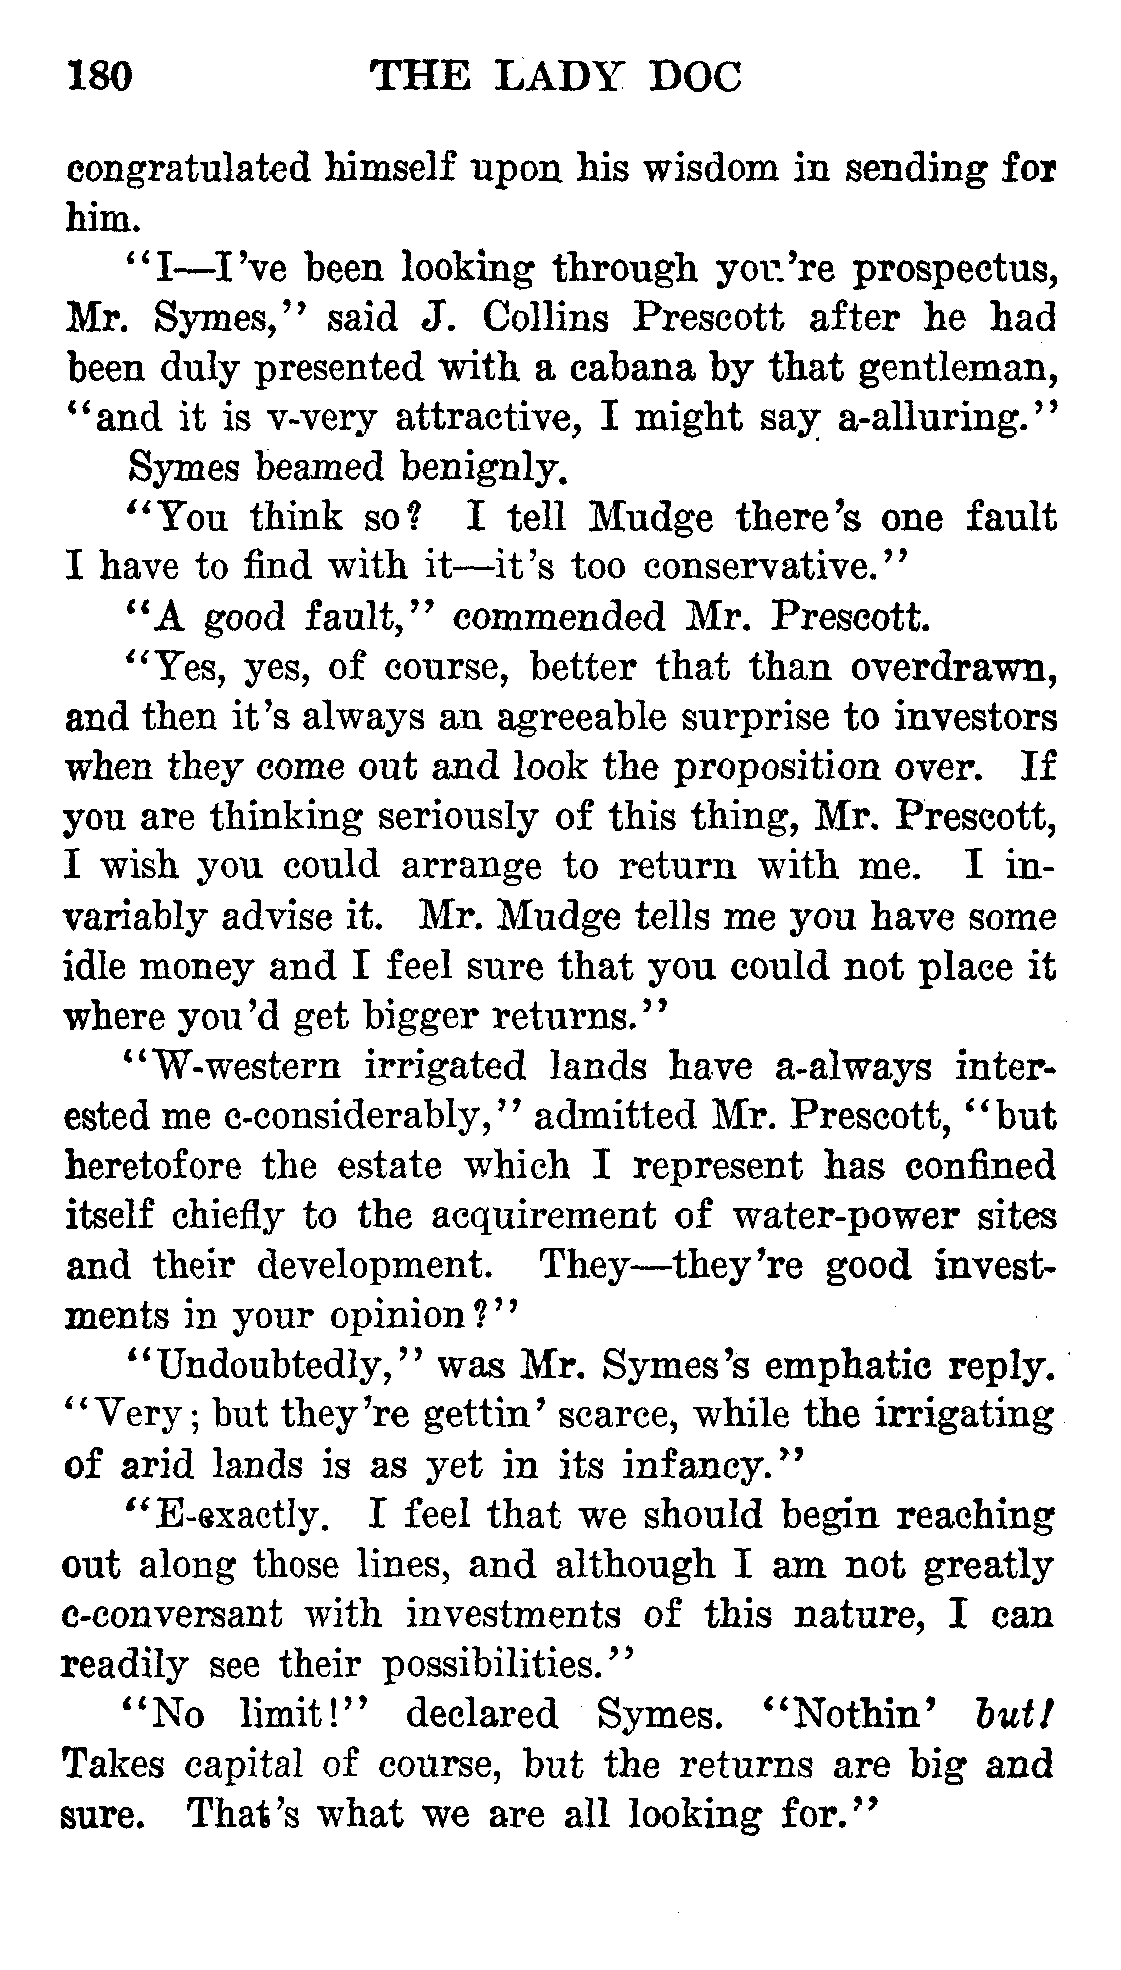 180 THE LADY DOC
congratulated himself upon his wisdom in sending for
him.
"I—I've been looking through you're prospectus,
Mr. Symes," said J. Collins Prescott after he had
been duly presented with a cabana by that gentleman,
"and it is v-very attractive, I might say a-alluring."
Symes beamed benignly.
"You think so? I tell Mudge there's one fault
I have to find with it—it's too conservative."
"A good fault," commended Mr. Prescott.
"Yes, yes, of course, better that than overdrawn,
and then it's always an agreeable surprise to investors
when they come out and look the proposition over. If
you are thinking seriously of this thing, Mr. Prescott,
I wish you could arrange to return with me. I in-
variably advise it. Mr. Mudge tells me you have some
idle money and I feel sure that you could not place it
where you'd get bigger returns."
"W-western irrigated lands have a-always inter-
ested me c-considerably," admitted Mr. Prescott, "but
heretofore the estate which I represent has confined
itself chiefly to the acquirement of water-power sites
and their development. They—they're good invest-
ments in your opinion?"
"Undoubtedly," was Mr. Symes's emphatic reply.
"Very; but they're gettin' scarce, while the irrigating
of arid lands is as yet in its infancy."
"E-exactly. I feel that we should begin reaching
out along those lines, and although I am not greatly
c-conversant with investments of this nature, I can
readily see their possibilities."
"No limit!" declared Symes. "Nothin' but!
Takes capital of course, but the returns are big and
sure. That's what we are all looking for."